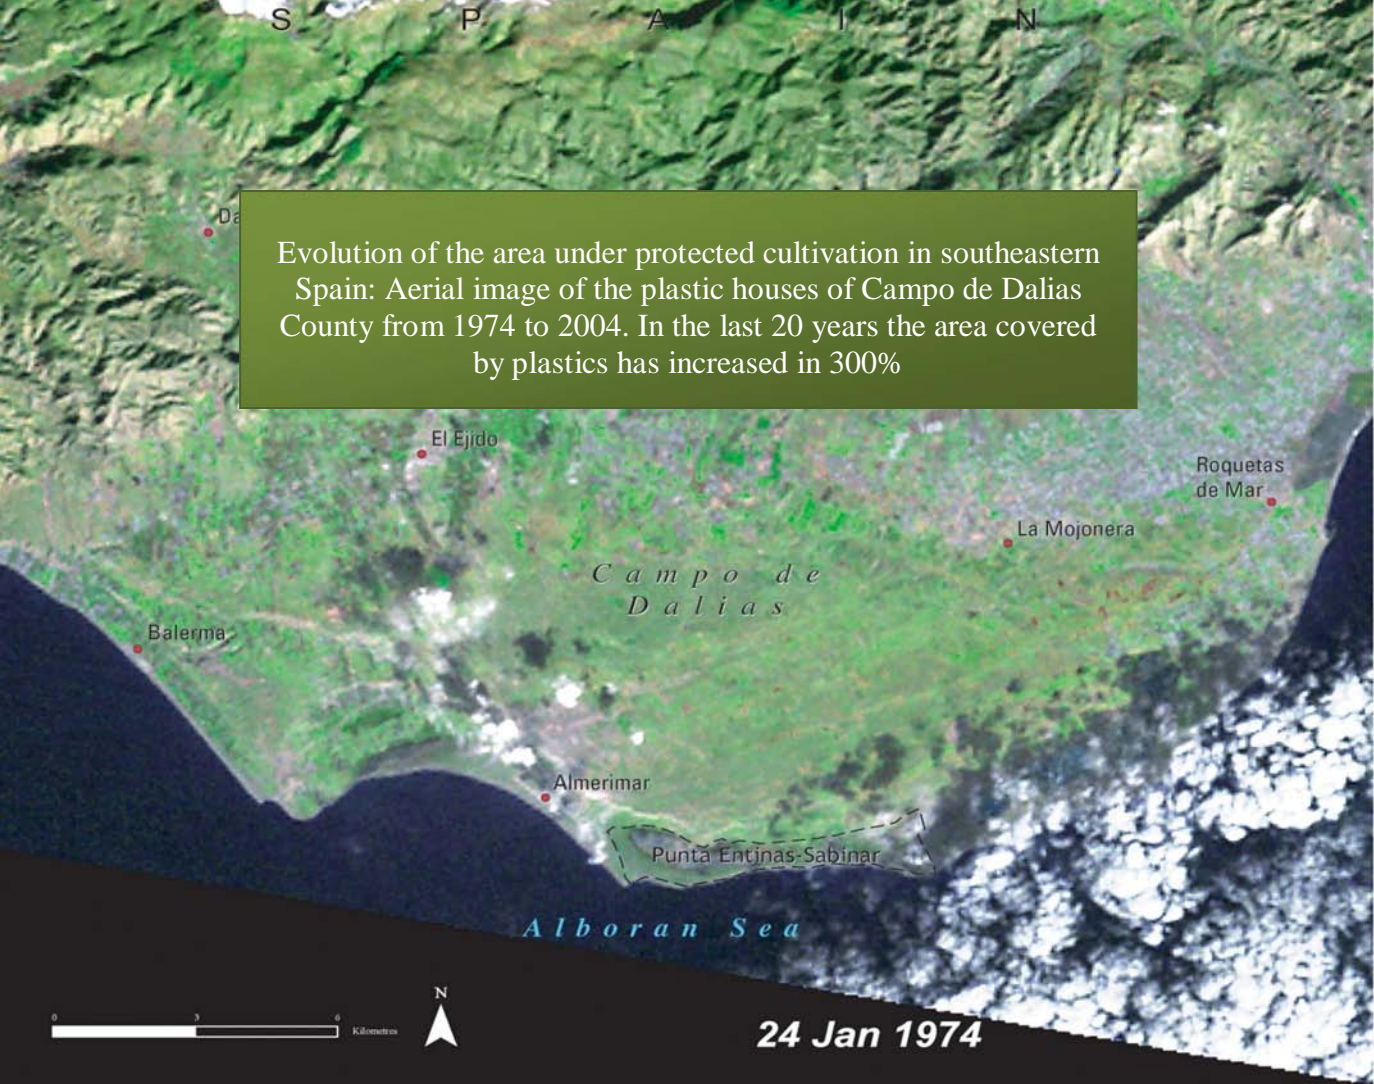 S P A I N
Da
Evolution of the area under protected cultivation in southeastern
Spain: Aerial image of the plastic houses of Campo de Dalias
County from 1974 to 2004. In the last 20 years the area covered
by plastics has increased in 300%
El Ejido
Roquetas
de Mar
La Mojonera
Campo de
Dalias
Balerma
Almerimar
Punta Entinas-Sabinar
Alboran Sea
N
0 3 6
Kilometres
24 Jan 1974